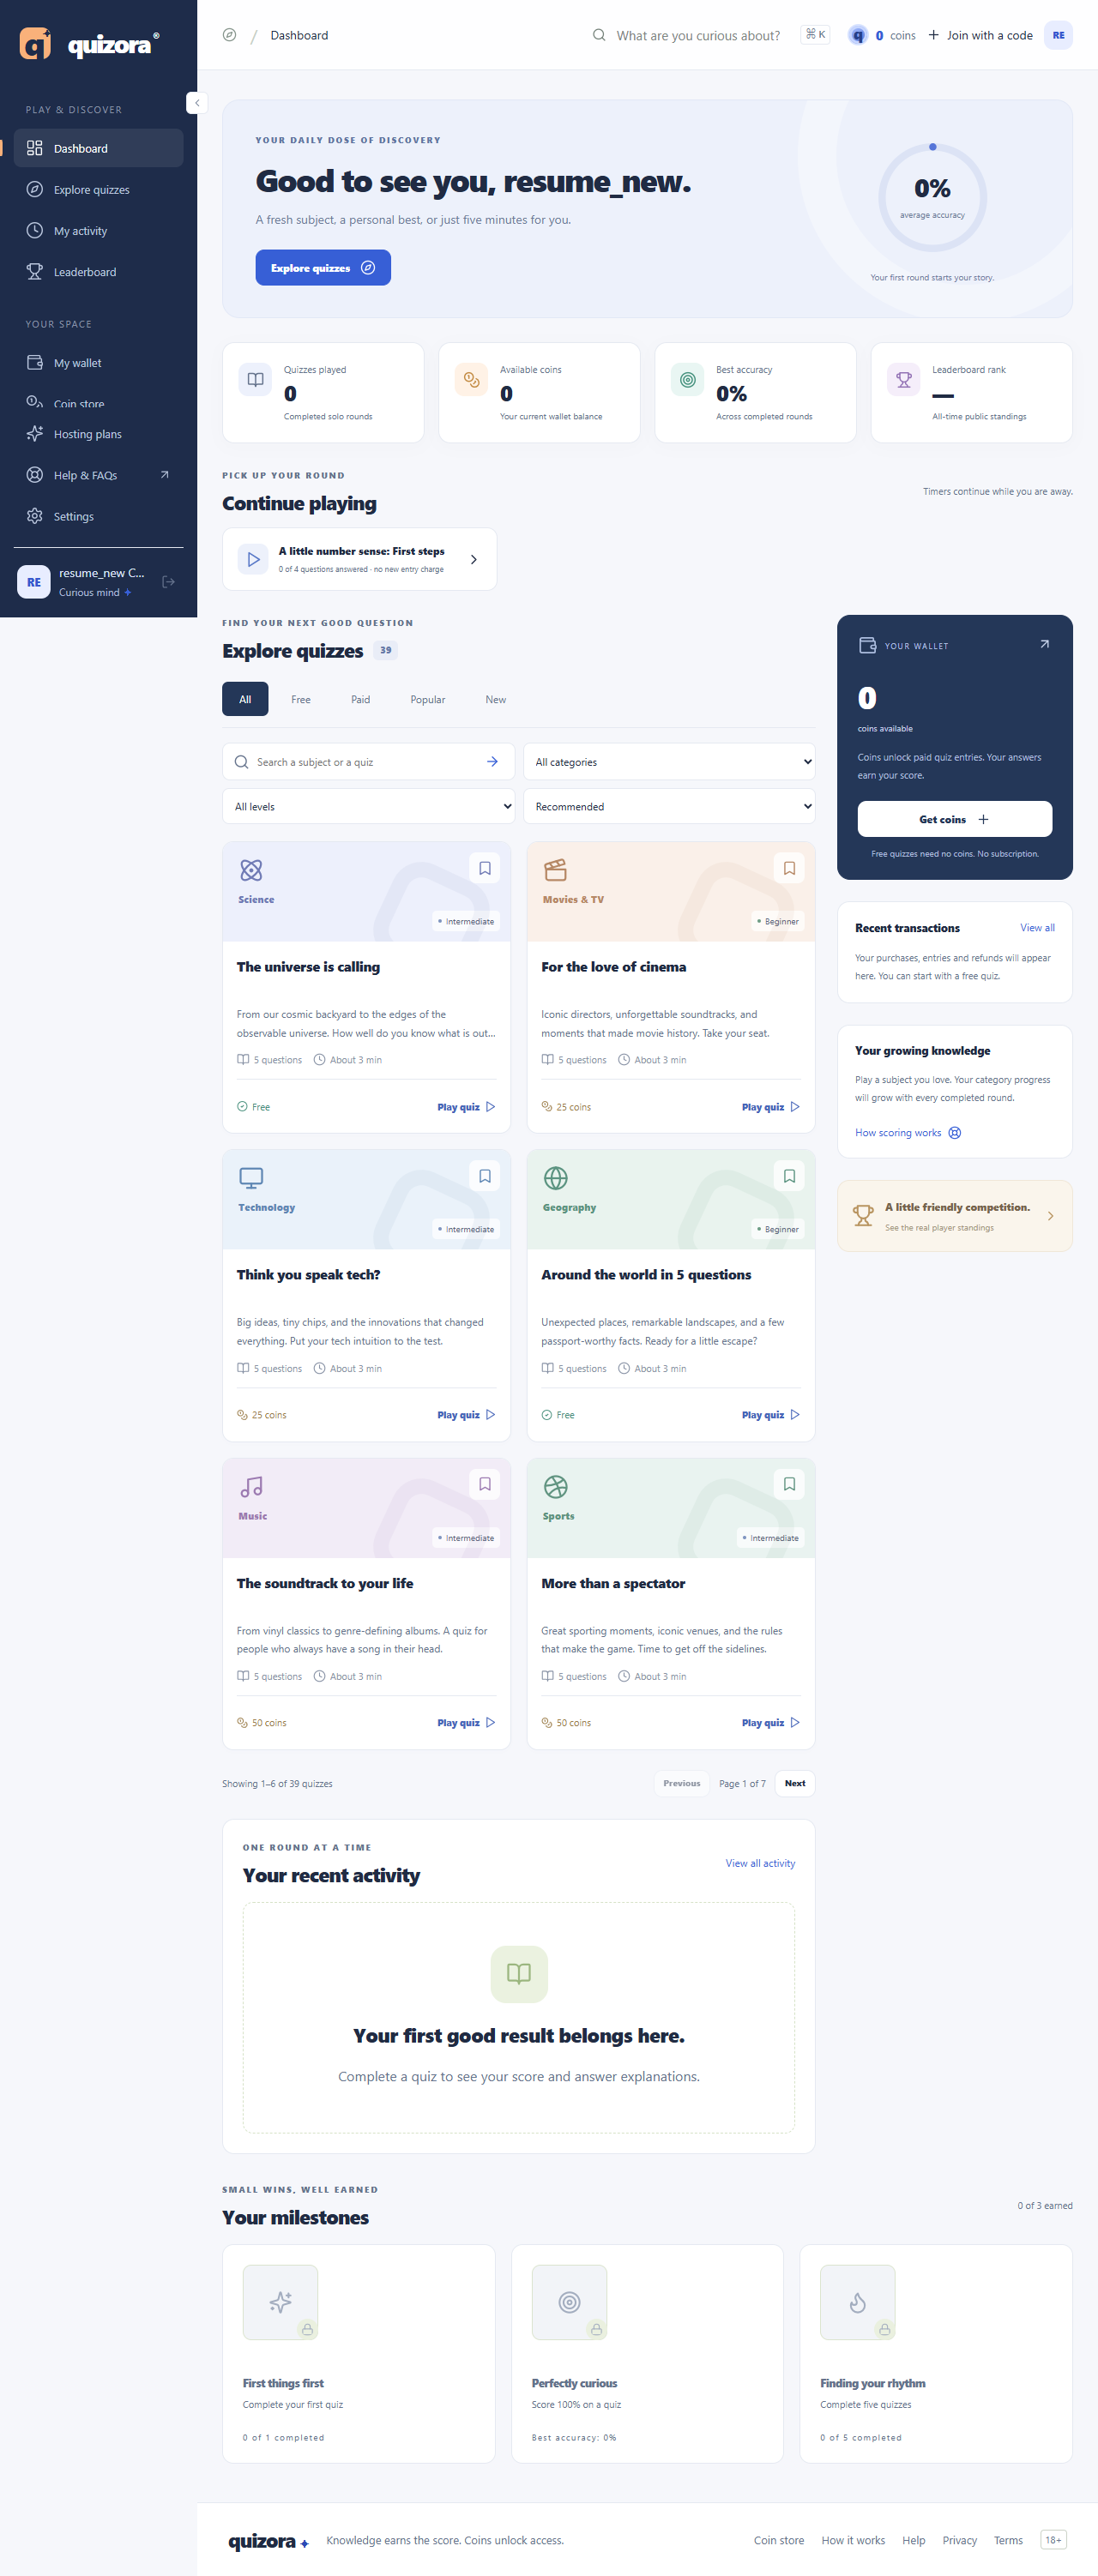 quizora®
PLAY & DISCOVER
Dashboard
Explore quizzes
My activity
Leaderboard
YOUR SPACE
My wallet
Coin store
Hosting plans
Help & FAQs
Settings
RE
resume_new C...
Curious mind
/ Dashboard
What are you curious about?
⌘ K
q 0 coins
+ Join with a code
RE
YOUR DAILY DOSE OF DISCOVERY
Good to see you, resume_new.
A fresh subject, a personal best, or just five minutes for you.
Explore quizzes
0%
average accuracy
Your first round starts your story.
Quizzes played
0
Completed solo rounds
Available coins
0
Your current wallet balance
Best accuracy
0%
Across completed rounds
Leaderboard rank
—
All-time public standings
PICK UP YOUR ROUND
Continue playing
Timers continue while you are away.
A little number sense: First steps
0 of 4 questions answered · no new entry charge
FIND YOUR NEXT GOOD QUESTION
Explore quizzes 39
All Free Paid Popular New
Search a subject or a quiz
All categories
All levels
Recommended
Science
Intermediate
The universe is calling
From our cosmic backyard to the edges of the
observable universe. How well do you know what is out...
5 questions About 3 min
Free Play quiz
Movies & TV
Beginner
For the love of cinema
Iconic directors, unforgettable soundtracks, and
moments that made movie history. Take your seat.
5 questions About 3 min
25 coins Play quiz
Technology
Intermediate
Think you speak tech?
Big ideas, tiny chips, and the innovations that changed
everything. Put your tech intuition to the test.
5 questions About 3 min
25 coins Play quiz
Geography
Beginner
Around the world in 5 questions
Unexpected places, remarkable landscapes, and a few
passport-worthy facts. Ready for a little escape?
5 questions About 3 min
Free Play quiz
Music
Intermediate
The soundtrack to your life
From vinyl classics to genre-defining albums. A quiz for
people who always have a song in their head.
5 questions About 3 min
50 coins Play quiz
Sports
Intermediate
More than a spectator
Great sporting moments, iconic venues, and the rules
that make the game. Time to get off the sidelines.
5 questions About 3 min
50 coins Play quiz
Showing 1–6 of 39 quizzes
Previous Page 1 of 7 Next
YOUR WALLET
0
coins available
Coins unlock paid quiz entries. Your answers
earn your score.
Get coins +
Free quizzes need no coins. No subscription.
Recent transactions View all
Your purchases, entries and refunds will appear
here. You can start with a free quiz.
Your growing knowledge
Play a subject you love. Your category progress
will grow with every completed round.
How scoring works
A little friendly competition.
See the real player standings
ONE ROUND AT A TIME
Your recent activity
View all activity
Your first good result belongs here.
Complete a quiz to see your score and answer explanations.
SMALL WINS, WELL EARNED
Your milestones
0 of 3 earned
First things first
Complete your first quiz
0 of 1 completed
Perfectly curious
Score 100% on a quiz
Best accuracy: 0%
Finding your rhythm
Complete five quizzes
0 of 5 completed
quizora
Knowledge earns the score. Coins unlock access.
Coin store How it works Help Privacy Terms 18+